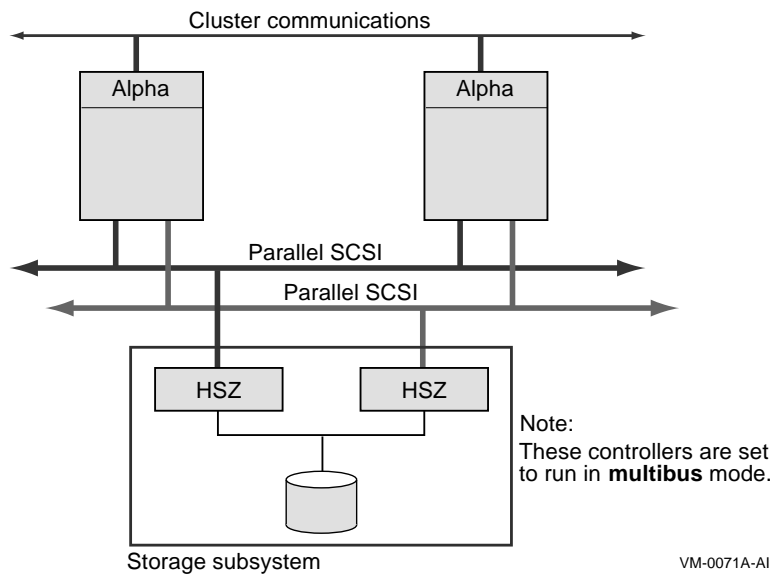 Cluster communications
Alpha
Alpha
Parallel SCSI
Parallel SCSI
HSZ
HSZ
Note:
These controllers are set
to run in multibus mode.
Storage subsystem
VM-0071A-AI